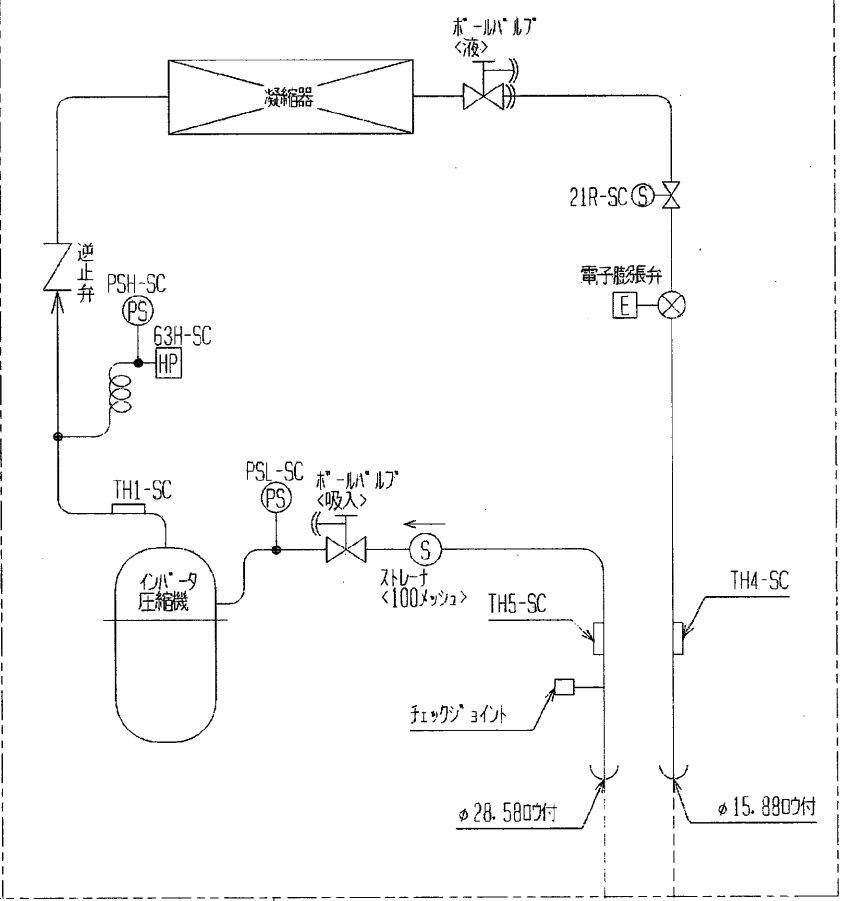 ボールバルブ
<液>
凝縮器
21R-SC
S
逆止弁
電子膨張弁
E
PSH-SC
PS
63H-SC
HP
PSL-SC
PS
ボールバルブ
<吸入>
TH1-SC
S
ストレーナ
<100メッシュ>
インバータ
圧縮機
TH5-SC
TH4-SC
チェックジョイント
φ28.58ロウ付
φ15.88ロウ付